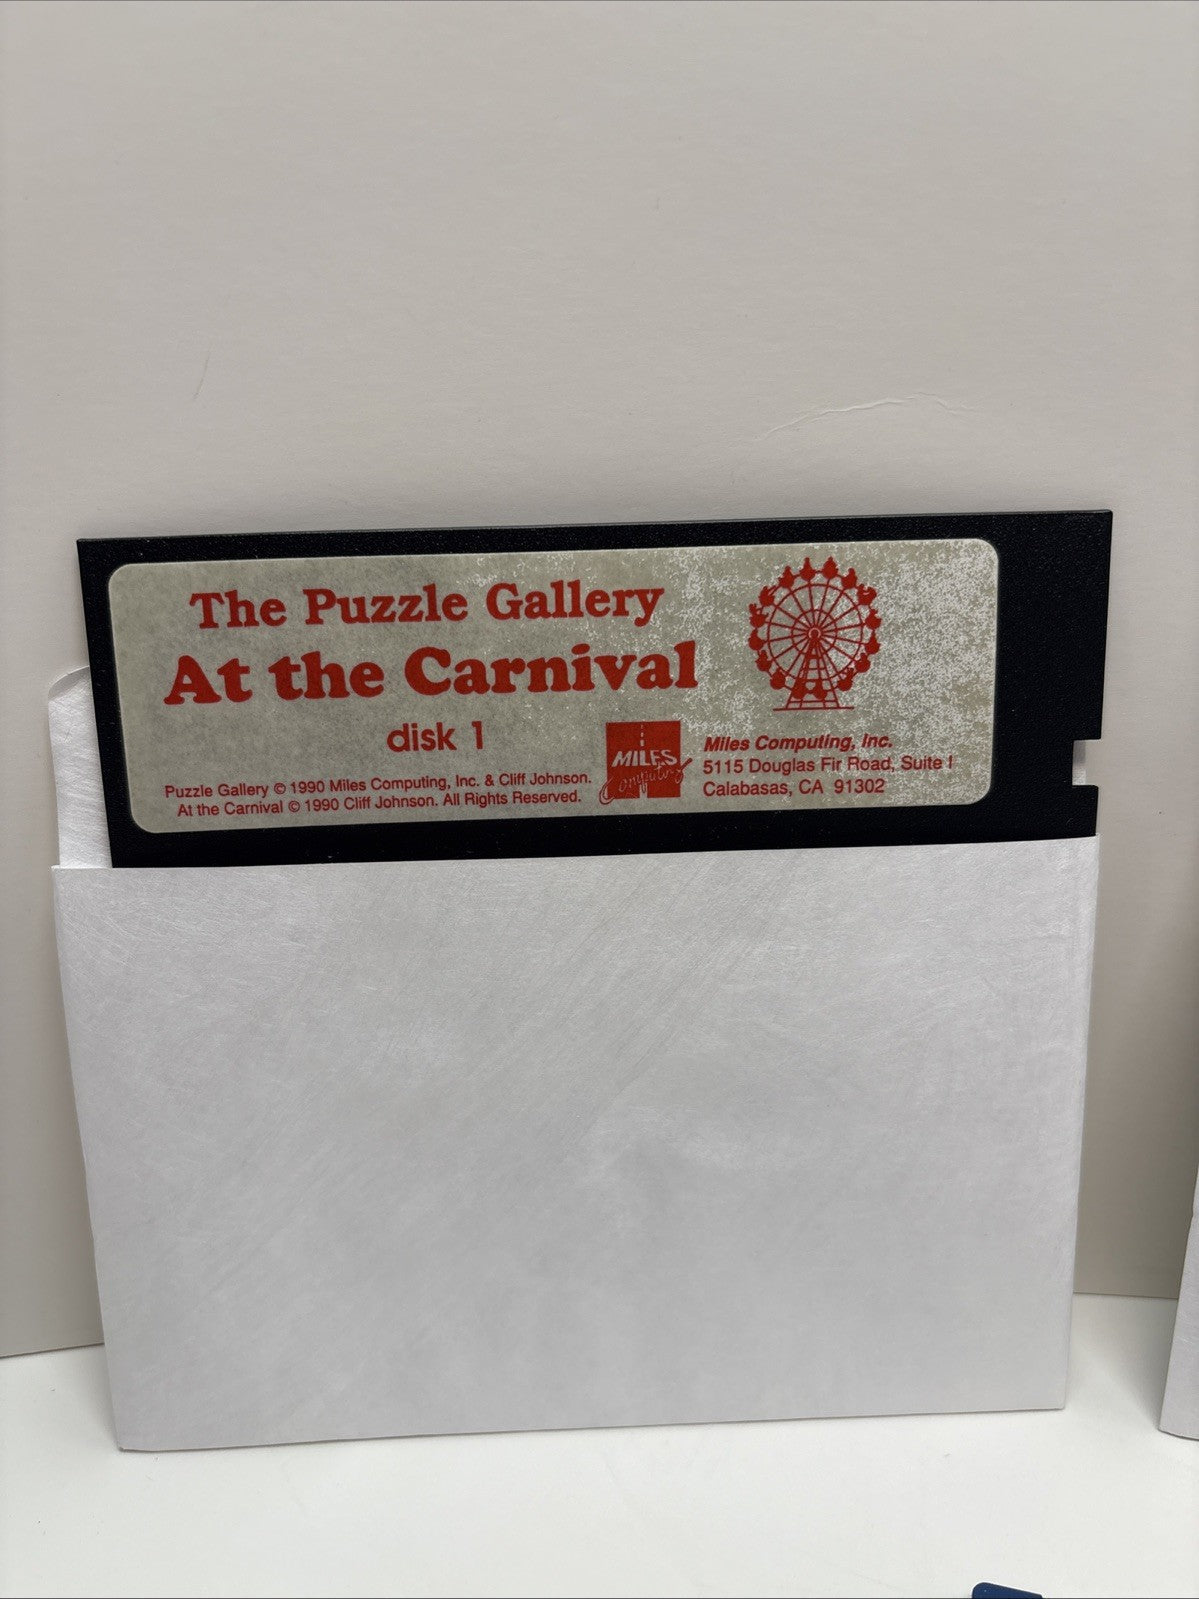 The Puzzle Gallery
At the Carnival
disk 1
Puzzle Gallery © 1990 Miles Computing, Inc. & Cliff Johnson.
At the Carnival © 1990 Cliff Johnson. All Rights Reserved.
MILES
Computing
Miles Computing, Inc.
5115 Douglas Fir Road, Suite I
Calabasas, CA 91302